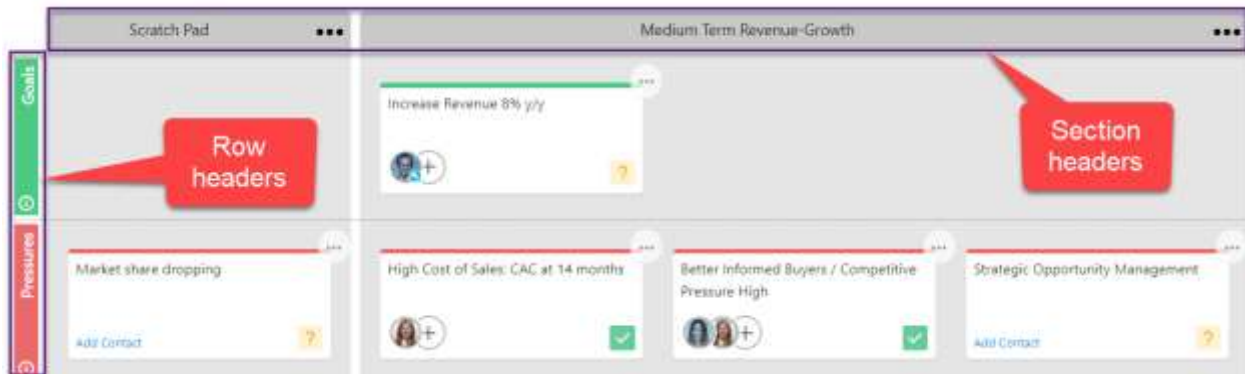 Scratch Pad
Medium Term Revenue-Growth
Goals
Increase Revenue 8% y/y
?
Row
headers
Section
headers
Pressures
Market share dropping
Add Contact
?
High Cost of Sales: CAC at 14 months
Better Informed Buyers / Competitive
Pressure High
Strategic Opportunity Management
Add Contact
?